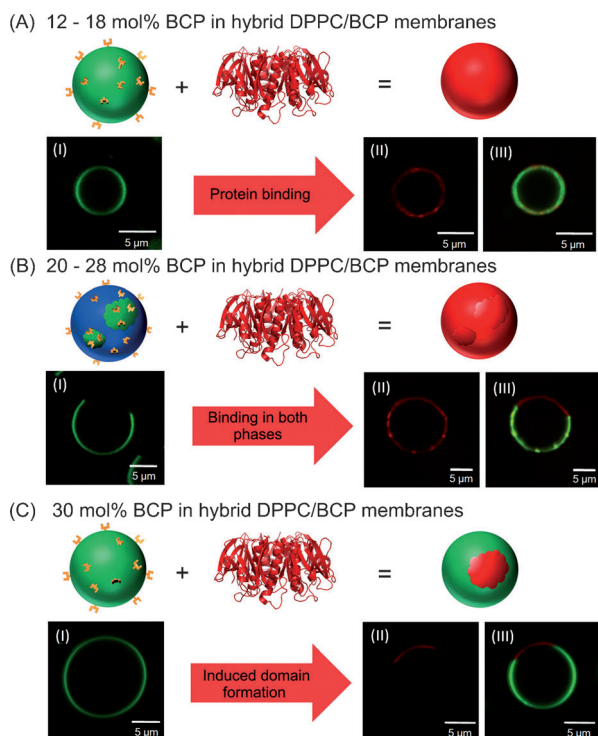 (A) 12 - 18 mol% BCP in hybrid DPPC/BCP membranes
+ =
(I) (II) (III)
Protein binding
5 µm 5 µm 5 µm
(B) 20 - 28 mol% BCP in hybrid DPPC/BCP membranes
+ =
(I) (II) (III)
Binding in both
phases
5 µm 5 µm 5 µm
(C) 30 mol% BCP in hybrid DPPC/BCP membranes
+ =
(I) (II) (III)
Induced domain
formation
5 µm 5 µm 5 µm